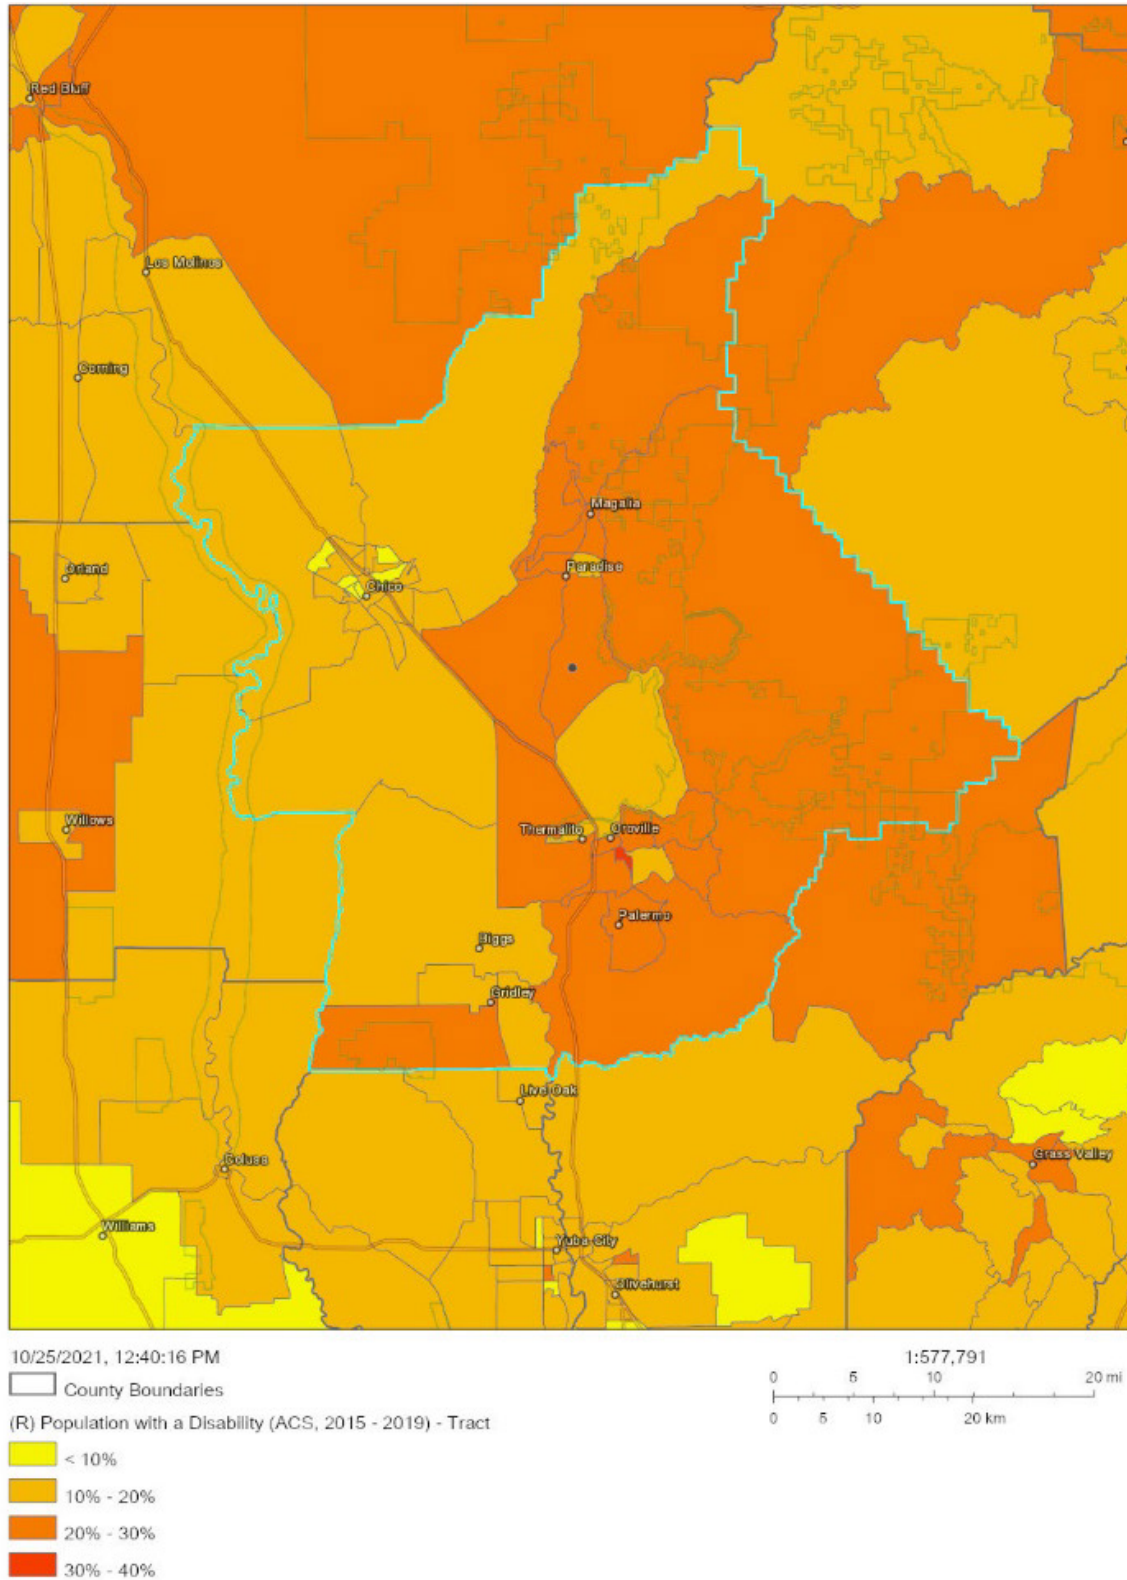 Red Bluff
Los Molinos
Corning
Magalia
Orland
Paradise
Chico
Willows
Thermalito
Oroville
Palermo
Biggs
Gridley
Live Oak
Colusa
Grass Valley
Williams
Yuba City
Olivehurst
10/25/2021, 12:40:16 PM
1:577,791
County Boundaries
0 5 10 20 mi
0 5 10 20 km
(R) Population with a Disability (ACS, 2015 - 2019) - Tract
< 10%
10% - 20%
20% - 30%
30% - 40%